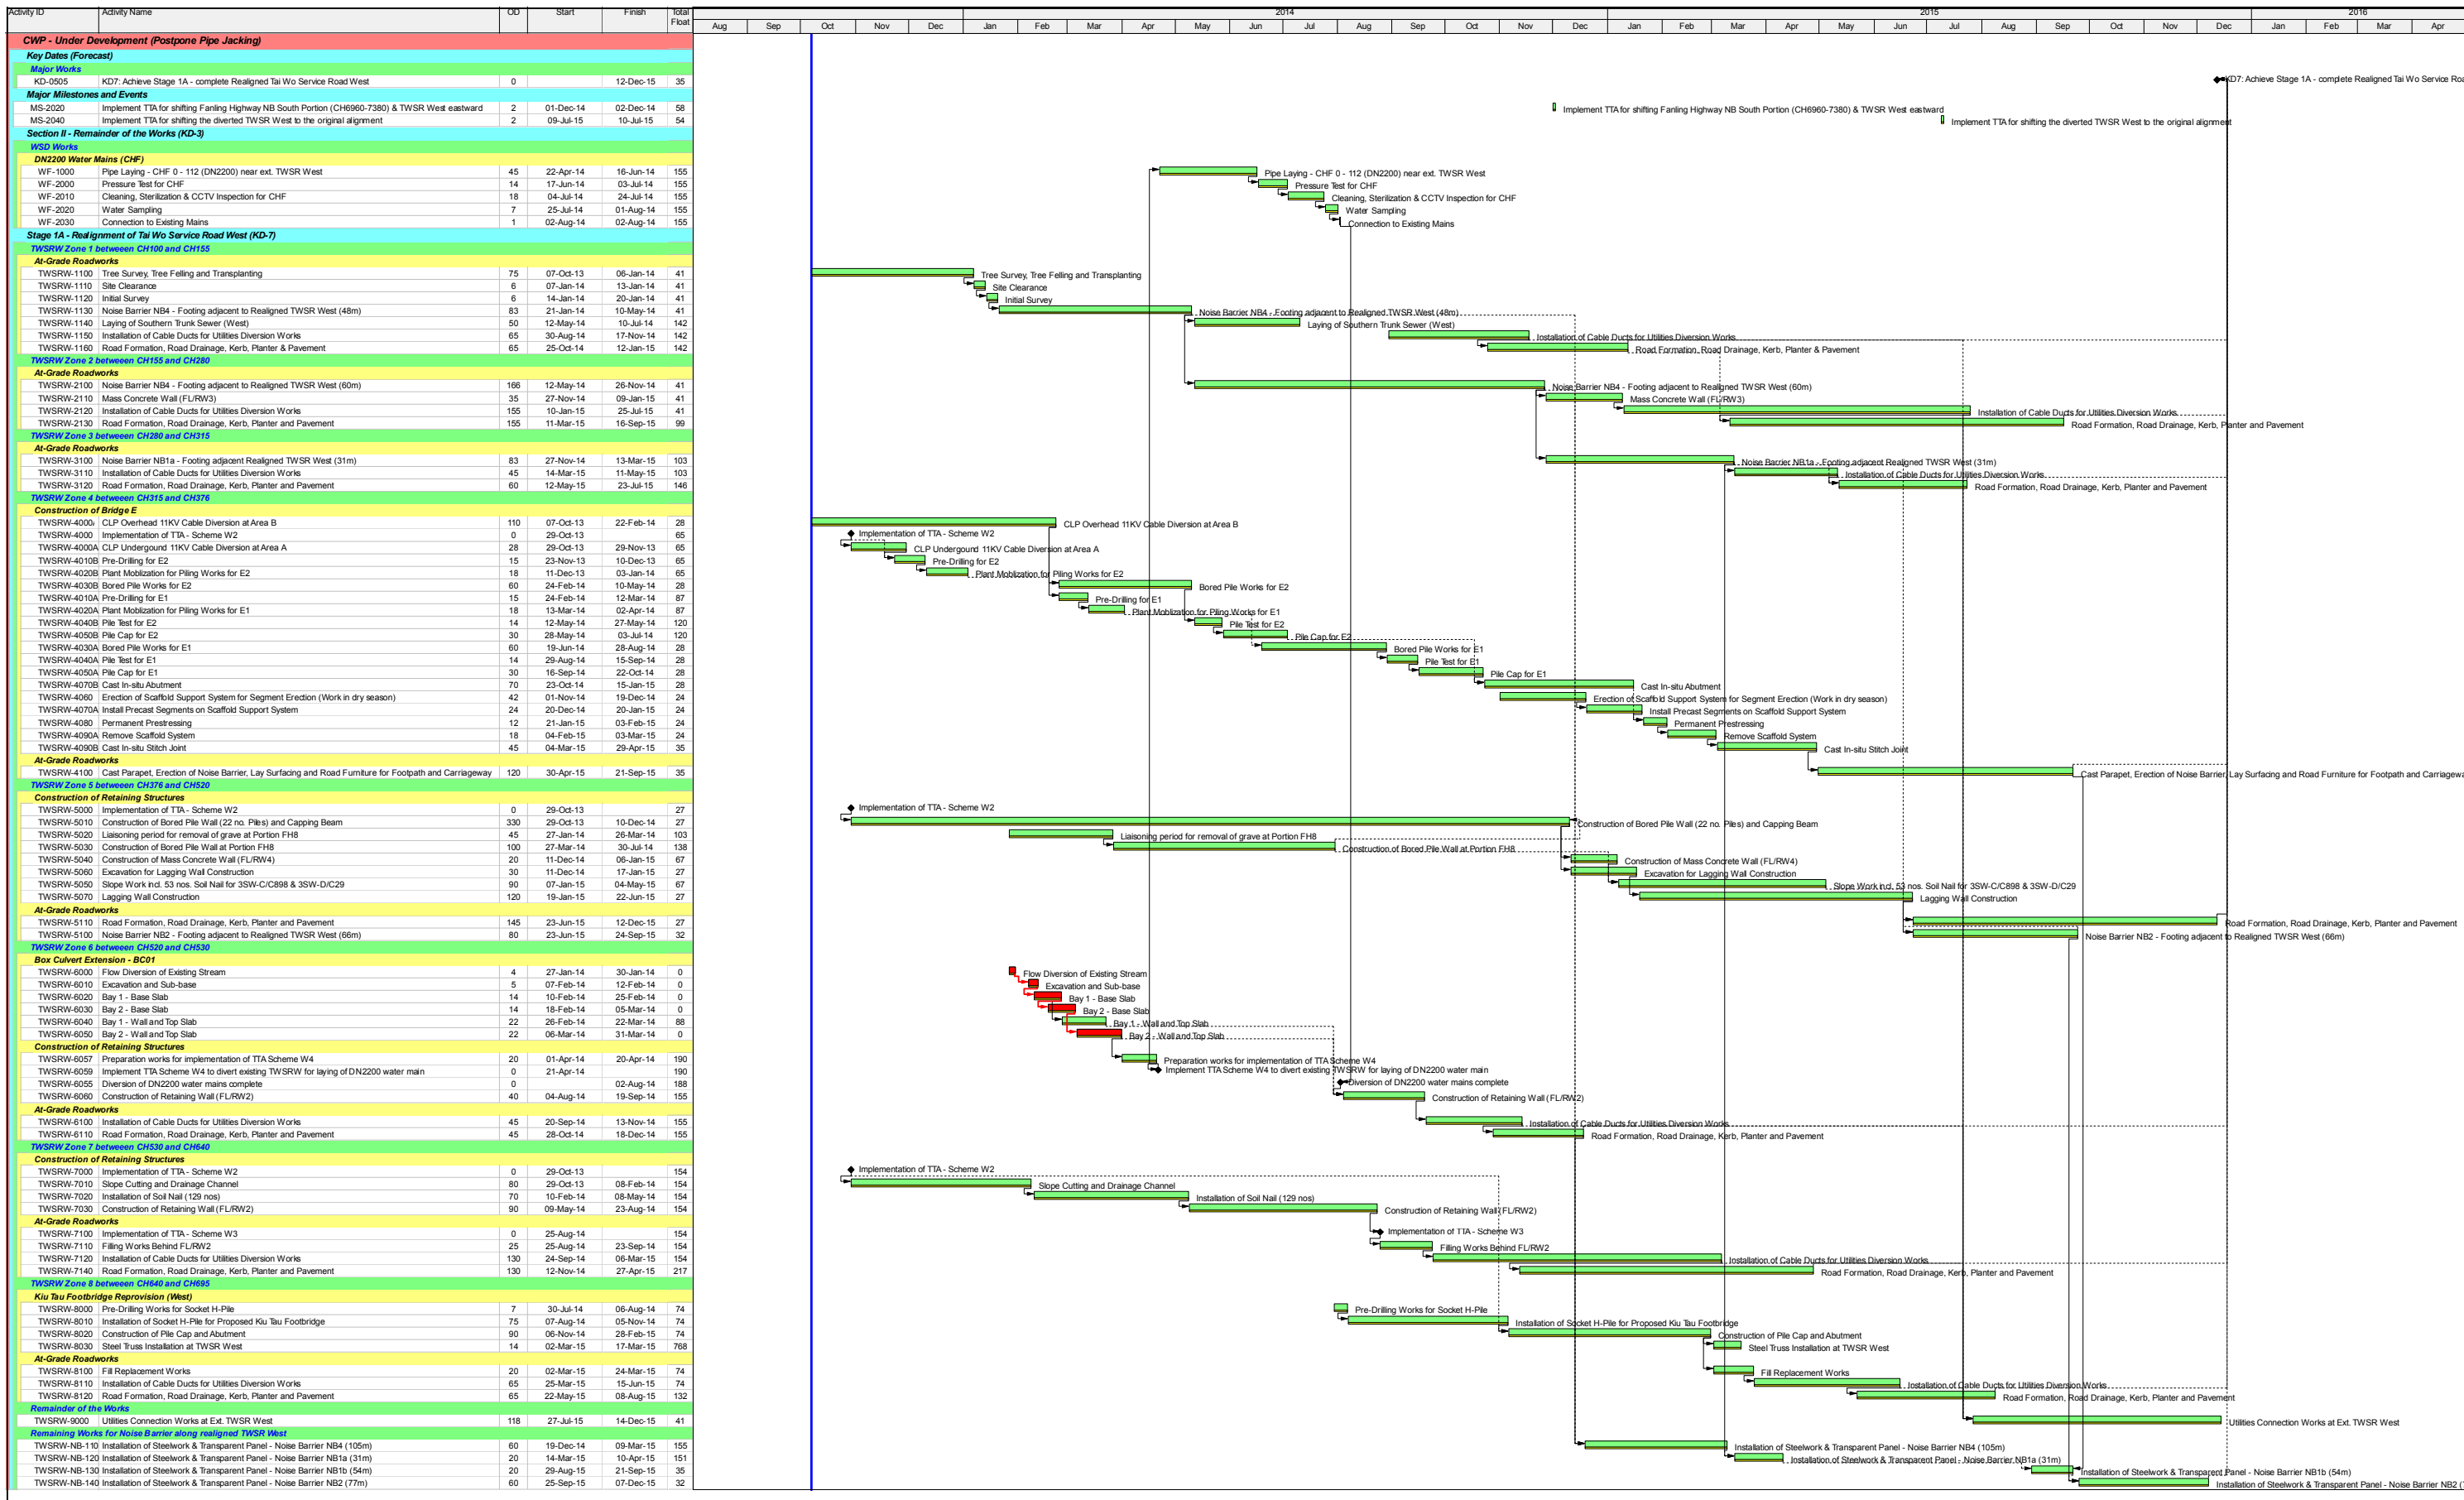 Activity ID Activity Name OD Start Finish Total Float
2014 2015 2016
Aug Sep Oct Nov Dec Jan Feb Mar Apr May Jun Jul Aug Sep Oct Nov Dec Jan Feb Mar Apr May Jun Jul Aug Sep Oct Nov Dec Jan Feb Mar Apr
CWP - Under Development (Postpone Pipe Jacking)
Key Dates (Forecast)
Major Works
KD-0505 KD7: Achieve Stage 1A - complete Realigned Tai Wo Service Road West 0 12-Dec-15 35
Major Milestones and Events
MS-2020 Implement TTA for shifting Fanling Highway NB South Portion (CH6960-7380) & TWSR West eastward 2 01-Dec-14 02-Dec-14 58
MS-2040 Implement TTA for shifting the diverted TWSR West to the original alignment 2 09-Jul-15 10-Jul-15 54
Section II - Remainder of the Works (KD-3)
WSD Works
DN2200 Water Mains (CHF)
WF-1000 Pipe Laying - CHF 0 - 112 (DN2200) near ext. TWSR West 45 22-Apr-14 16-Jun-14 155
WF-2000 Pressure Test for CHF 14 17-Jun-14 03-Jul-14 155
WF-2010 Cleaning, Sterilization & CCTV Inspection for CHF 18 04-Jul-14 24-Jul-14 155
WF-2020 Water Sampling 7 25-Jul-14 01-Aug-14 155
WF-2030 Connection to Existing Mains 1 02-Aug-14 02-Aug-14 155
Stage 1A - Realignment of Tai Wo Service Road West (KD-7)
TWSRW Zone 1 betweeen CH100 and CH155
At-Grade Roadworks
TWSRW-1100 Tree Survey, Tree Felling and Transplanting 75 07-Oct-13 06-Jan-14 41
TWSRW-1110 Site Clearance 6 07-Jan-14 13-Jan-14 41
TWSRW-1120 Initial Survey 6 14-Jan-14 20-Jan-14 41
TWSRW-1130 Noise Barrier NB4 - Footing adjacent to Realigned TWSR West (48m) 83 21-Jan-14 10-May-14 41
TWSRW-1140 Laying of Southern Trunk Sewer (West) 50 12-May-14 10-Jul-14 142
TWSRW-1150 Installation of Cable Ducts for Utilities Diversion Works 65 30-Aug-14 17-Nov-14 142
TWSRW-1160 Road Formation, Road Drainage, Kerb, Planter & Pavement 65 25-Oct-14 12-Jan-15 142
TWSRW Zone 2 betweeen CH155 and CH280
At-Grade Roadworks
TWSRW-2100 Noise Barrier NB4 - Footing adjacent to Realigned TWSR West (60m) 166 12-May-14 26-Nov-14 41
TWSRW-2110 Mass Concrete Wall (FL/RW3) 35 27-Nov-14 09-Jan-15 41
TWSRW-2120 Installation of Cable Ducts for Utilities Diversion Works 155 10-Jan-15 25-Jul-15 41
TWSRW-2130 Road Formation, Road Drainage, Kerb, Planter and Pavement 155 11-Mar-15 16-Sep-15 99
TWSRW Zone 3 betweeen CH280 and CH315
At-Grade Roadworks
TWSRW-3100 Noise Barrier NB1a - Footing adjacent Realigned TWSR West (31m) 83 27-Nov-14 13-Mar-15 103
TWSRW-3110 Installation of Cable Ducts for Utilities Diversion Works 45 14-Mar-15 11-May-15 103
TWSRW-3120 Road Formation, Road Drainage, Kerb, Planter and Pavement 60 12-May-15 23-Jul-15 146
TWSRW Zone 4 betweeen CH315 and CH376
Construction of Bridge E
TWSRW-4000/ CLP Overhead 11KV Cable Diversion at Area B 110 07-Oct-13 22-Feb-14 28
TWSRW-4000 Implementation of TTA - Scheme W2 0 29-Oct-13 65
TWSRW-4000A CLP Undergound 11KV Cable Diversion at Area A 28 29-Oct-13 29-Nov-13 65
TWSRW-4010B Pre-Drilling for E2 15 23-Nov-13 10-Dec-13 65
TWSRW-4020B Plant Moblization for Piling Works for E2 18 11-Dec-13 03-Jan-14 65
TWSRW-4030B Bored Pile Works for E2 60 24-Feb-14 10-May-14 28
TWSRW-4010A Pre-Drilling for E1 15 24-Feb-14 12-Mar-14 87
TWSRW-4020A Plant Moblization for Piling Works for E1 18 13-Mar-14 02-Apr-14 87
TWSRW-4040B Pile Test for E2 14 12-May-14 27-May-14 120
TWSRW-4050B Pile Cap for E2 30 28-May-14 03-Jul-14 120
TWSRW-4030A Bored Pile Works for E1 60 19-Jun-14 28-Aug-14 28
TWSRW-4040A Pile Test for E1 14 29-Aug-14 15-Sep-14 28
TWSRW-4050A Pile Cap for E1 30 16-Sep-14 22-Oct-14 28
TWSRW-4070B Cast In-situ Abutment 70 23-Oct-14 15-Jan-15 28
TWSRW-4060 Erection of Scaffold Support System for Segment Erection (Work in dry season) 42 01-Nov-14 19-Dec-14 24
TWSRW-4070A Install Precast Segments on Scaffold Support System 24 20-Dec-14 20-Jan-15 24
TWSRW-4080 Permanent Prestressing 12 21-Jan-15 03-Feb-15 24
TWSRW-4090A Remove Scaffold System 18 04-Feb-15 03-Mar-15 24
TWSRW-4090B Cast In-situ Stitch Joint 45 04-Mar-15 29-Apr-15 35
At-Grade Roadworks
TWSRW-4100 Cast Parapet, Erection of Noise Barrier, Lay Surfacing and Road Furniture for Footpath and Carriageway 120 30-Apr-15 21-Sep-15 35
TWSRW Zone 5 betweeen CH376 and CH520
Construction of Retaining Structures
TWSRW-5000 Implementation of TTA - Scheme W2 0 29-Oct-13 27
TWSRW-5010 Construction of Bored Pile Wall (22 no. Piles) and Capping Beam 330 29-Oct-13 10-Dec-14 27
TWSRW-5020 Liaisoning period for removal of grave at Portion FH8 45 27-Jan-14 26-Mar-14 103
TWSRW-5030 Construction of Bored Pile Wall at Portion FH8 100 27-Mar-14 30-Jul-14 138
TWSRW-5040 Construction of Mass Concrete Wall (FL/RW4) 20 11-Dec-14 06-Jan-15 67
TWSRW-5060 Excavation for Lagging Wall Construction 30 11-Dec-14 17-Jan-15 27
TWSRW-5050 Slope Work incl. 53 nos. Soil Nail for 3SW-C/C898 & 3SW-D/C29 90 07-Jan-15 04-May-15 67
TWSRW-5070 Lagging Wall Construction 120 19-Jan-15 22-Jun-15 27
At-Grade Roadworks
TWSRW-5110 Road Formation, Road Drainage, Kerb, Planter and Pavement 145 23-Jun-15 12-Dec-15 27
TWSRW-5100 Noise Barrier NB2 - Footing adjacent to Realigned TWSR West (66m) 80 23-Jun-15 24-Sep-15 32
TWSRW Zone 6 betweeen CH520 and CH530
Box Culvert Extension - BC01
TWSRW-6000 Flow Diversion of Existing Stream 4 27-Jan-14 30-Jan-14 0
TWSRW-6010 Excavation and Sub-base 5 07-Feb-14 12-Feb-14 0
TWSRW-6020 Bay 1 - Base Slab 14 10-Feb-14 25-Feb-14 0
TWSRW-6030 Bay 2 - Base Slab 14 18-Feb-14 05-Mar-14 0
TWSRW-6040 Bay 1 - Wall and Top Slab 22 26-Feb-14 22-Mar-14 88
TWSRW-6050 Bay 2 - Wall and Top Slab 22 06-Mar-14 31-Mar-14 0
Construction of Retaining Structures
TWSRW-6057 Preparation works for implementation of TTA Scheme W4 20 01-Apr-14 20-Apr-14 190
TWSRW-6059 Implement TTA Scheme W4 to divert existing TWSRW for laying of DN2200 water main 0 21-Apr-14 190
TWSRW-6055 Diversion of DN2200 water mains complete 0 02-Aug-14 188
TWSRW-6060 Construction of Retaining Wall (FL/RW2) 40 04-Aug-14 19-Sep-14 155
At-Grade Roadworks
TWSRW-6100 Installation of Cable Ducts for Utilities Diversion Works 45 20-Sep-14 13-Nov-14 155
TWSRW-6110 Road Formation, Road Drainage, Kerb, Planter and Pavement 45 28-Oct-14 18-Dec-14 155
TWSRW Zone 7 betweeen CH530 and CH640
Construction of Retaining Structures
TWSRW-7000 Implementation of TTA - Scheme W2 0 29-Oct-13 154
TWSRW-7010 Slope Cutting and Drainage Channel 80 29-Oct-13 08-Feb-14 154
TWSRW-7020 Installation of Soil Nail (129 nos) 70 10-Feb-14 08-May-14 154
TWSRW-7030 Construction of Retaining Wall (FL/RW2) 90 09-May-14 23-Aug-14 154
At-Grade Roadworks
TWSRW-7100 Implementation of TTA - Scheme W3 0 25-Aug-14 154
TWSRW-7110 Filling Works Behind FL/RW2 25 25-Aug-14 23-Sep-14 154
TWSRW-7120 Installation of Cable Ducts for Utilities Diversion Works 130 24-Sep-14 06-Mar-15 154
TWSRW-7140 Road Formation, Road Drainage, Kerb, Planter and Pavement 130 12-Nov-14 27-Apr-15 217
TWSRW Zone 8 betweeen CH640 and CH695
Kiu Tau Footbridge Reprovision (West)
TWSRW-8000 Pre-Drilling Works for Socket H-Pile 7 30-Jul-14 06-Aug-14 74
TWSRW-8010 Installation of Socket H-Pile for Proposed Kiu Tau Footbridge 75 07-Aug-14 05-Nov-14 74
TWSRW-8020 Construction of Pile Cap and Abutment 90 06-Nov-14 28-Feb-15 74
TWSRW-8030 Steel Truss Installation at TWSR West 14 02-Mar-15 17-Mar-15 768
At-Grade Roadworks
TWSRW-8100 Fill Replacement Works 20 02-Mar-15 24-Mar-15 74
TWSRW-8110 Installation of Cable Ducts for Utilities Diversion Works 65 25-Mar-15 15-Jun-15 74
TWSRW-8120 Road Formation, Road Drainage, Kerb, Planter and Pavement 65 22-May-15 08-Aug-15 132
Remainder of the Works
TWSRW-9000 Utilities Connection Works at Ext. TWSR West 118 27-Jul-15 14-Dec-15 41
Remaining Works for Noise Barrier along realigned TWSR West
TWSRW-NB-110 Installation of Steelwork & Transparent Panel - Noise Barrier NB4 (105m) 60 19-Dec-14 09-Mar-15 155
TWSRW-NB-120 Installation of Steelwork & Transparent Panel - Noise Barrier NB1a (31m) 20 14-Mar-15 10-Apr-15 151
TWSRW-NB-130 Installation of Steelwork & Transparent Panel - Noise Barrier NB1b (54m) 20 29-Aug-15 21-Sep-15 35
TWSRW-NB-140 Installation of Steelwork & Transparent Panel - Noise Barrier NB2 (77m) 60 25-Sep-15 07-Dec-15 32